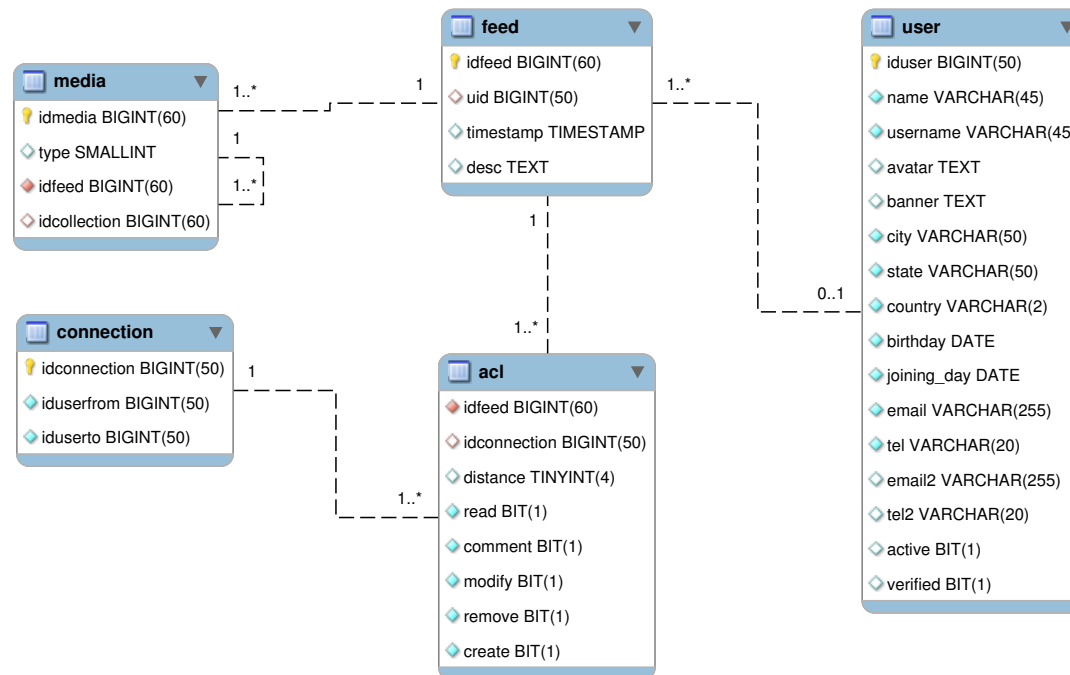 media
idmedia BIGINT(60)
type SMALLINT
idfeed BIGINT(60)
idcollection BIGINT(60)
1..*
1
1
1..*
feed
idfeed BIGINT(60)
uid BIGINT(50)
timestamp TIMESTAMP
desc TEXT
1..*
0..1
1
1..*
user
iduser BIGINT(50)
name VARCHAR(45)
username VARCHAR(45
avatar TEXT
banner TEXT
city VARCHAR(50)
state VARCHAR(50)
country VARCHAR(2)
birthday DATE
joining_day DATE
email VARCHAR(255)
tel VARCHAR(20)
email2 VARCHAR(255)
tel2 VARCHAR(20)
active BIT(1)
verified BIT(1)
connection
idconnection BIGINT(50)
iduserfrom BIGINT(50)
iduserto BIGINT(50)
1
1..*
acl
idfeed BIGINT(60)
idconnection BIGINT(50)
distance TINYINT(4)
read BIT(1)
comment BIT(1)
modify BIT(1)
remove BIT(1)
create BIT(1)